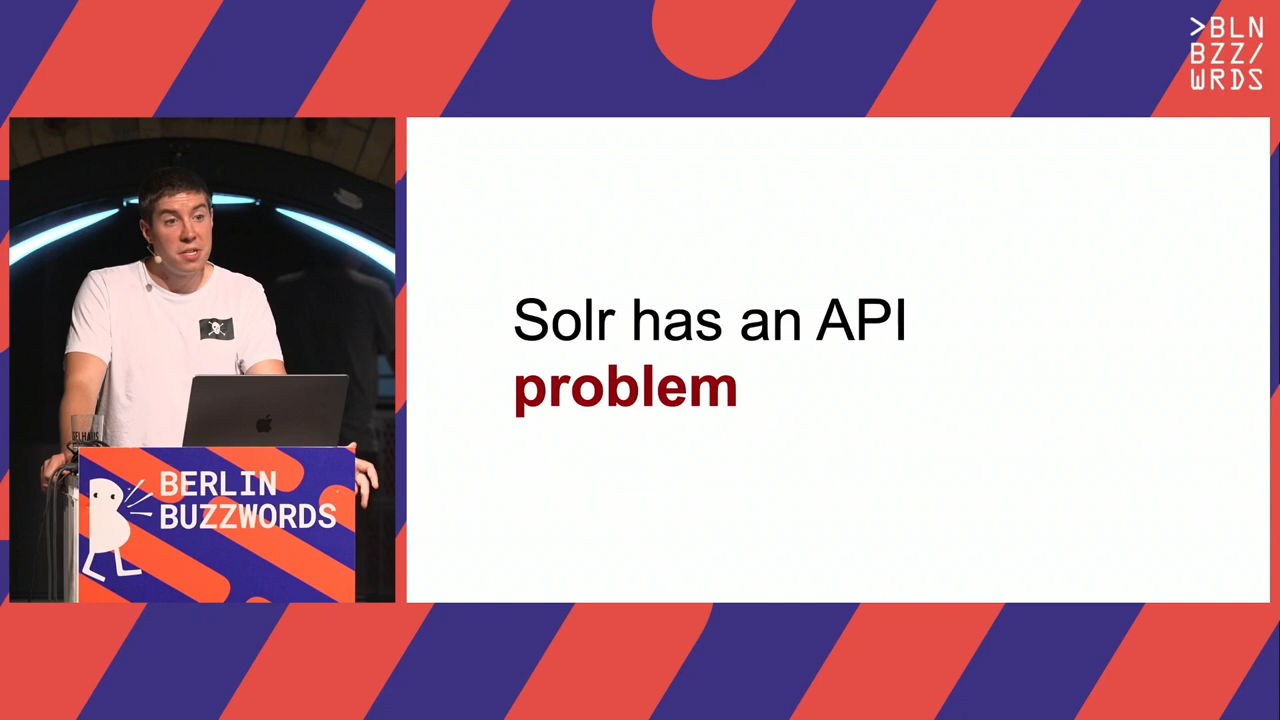 >BLN
BZZ/
WRDS
Solr has an API
problem
BERLIN
BUZZWORDS